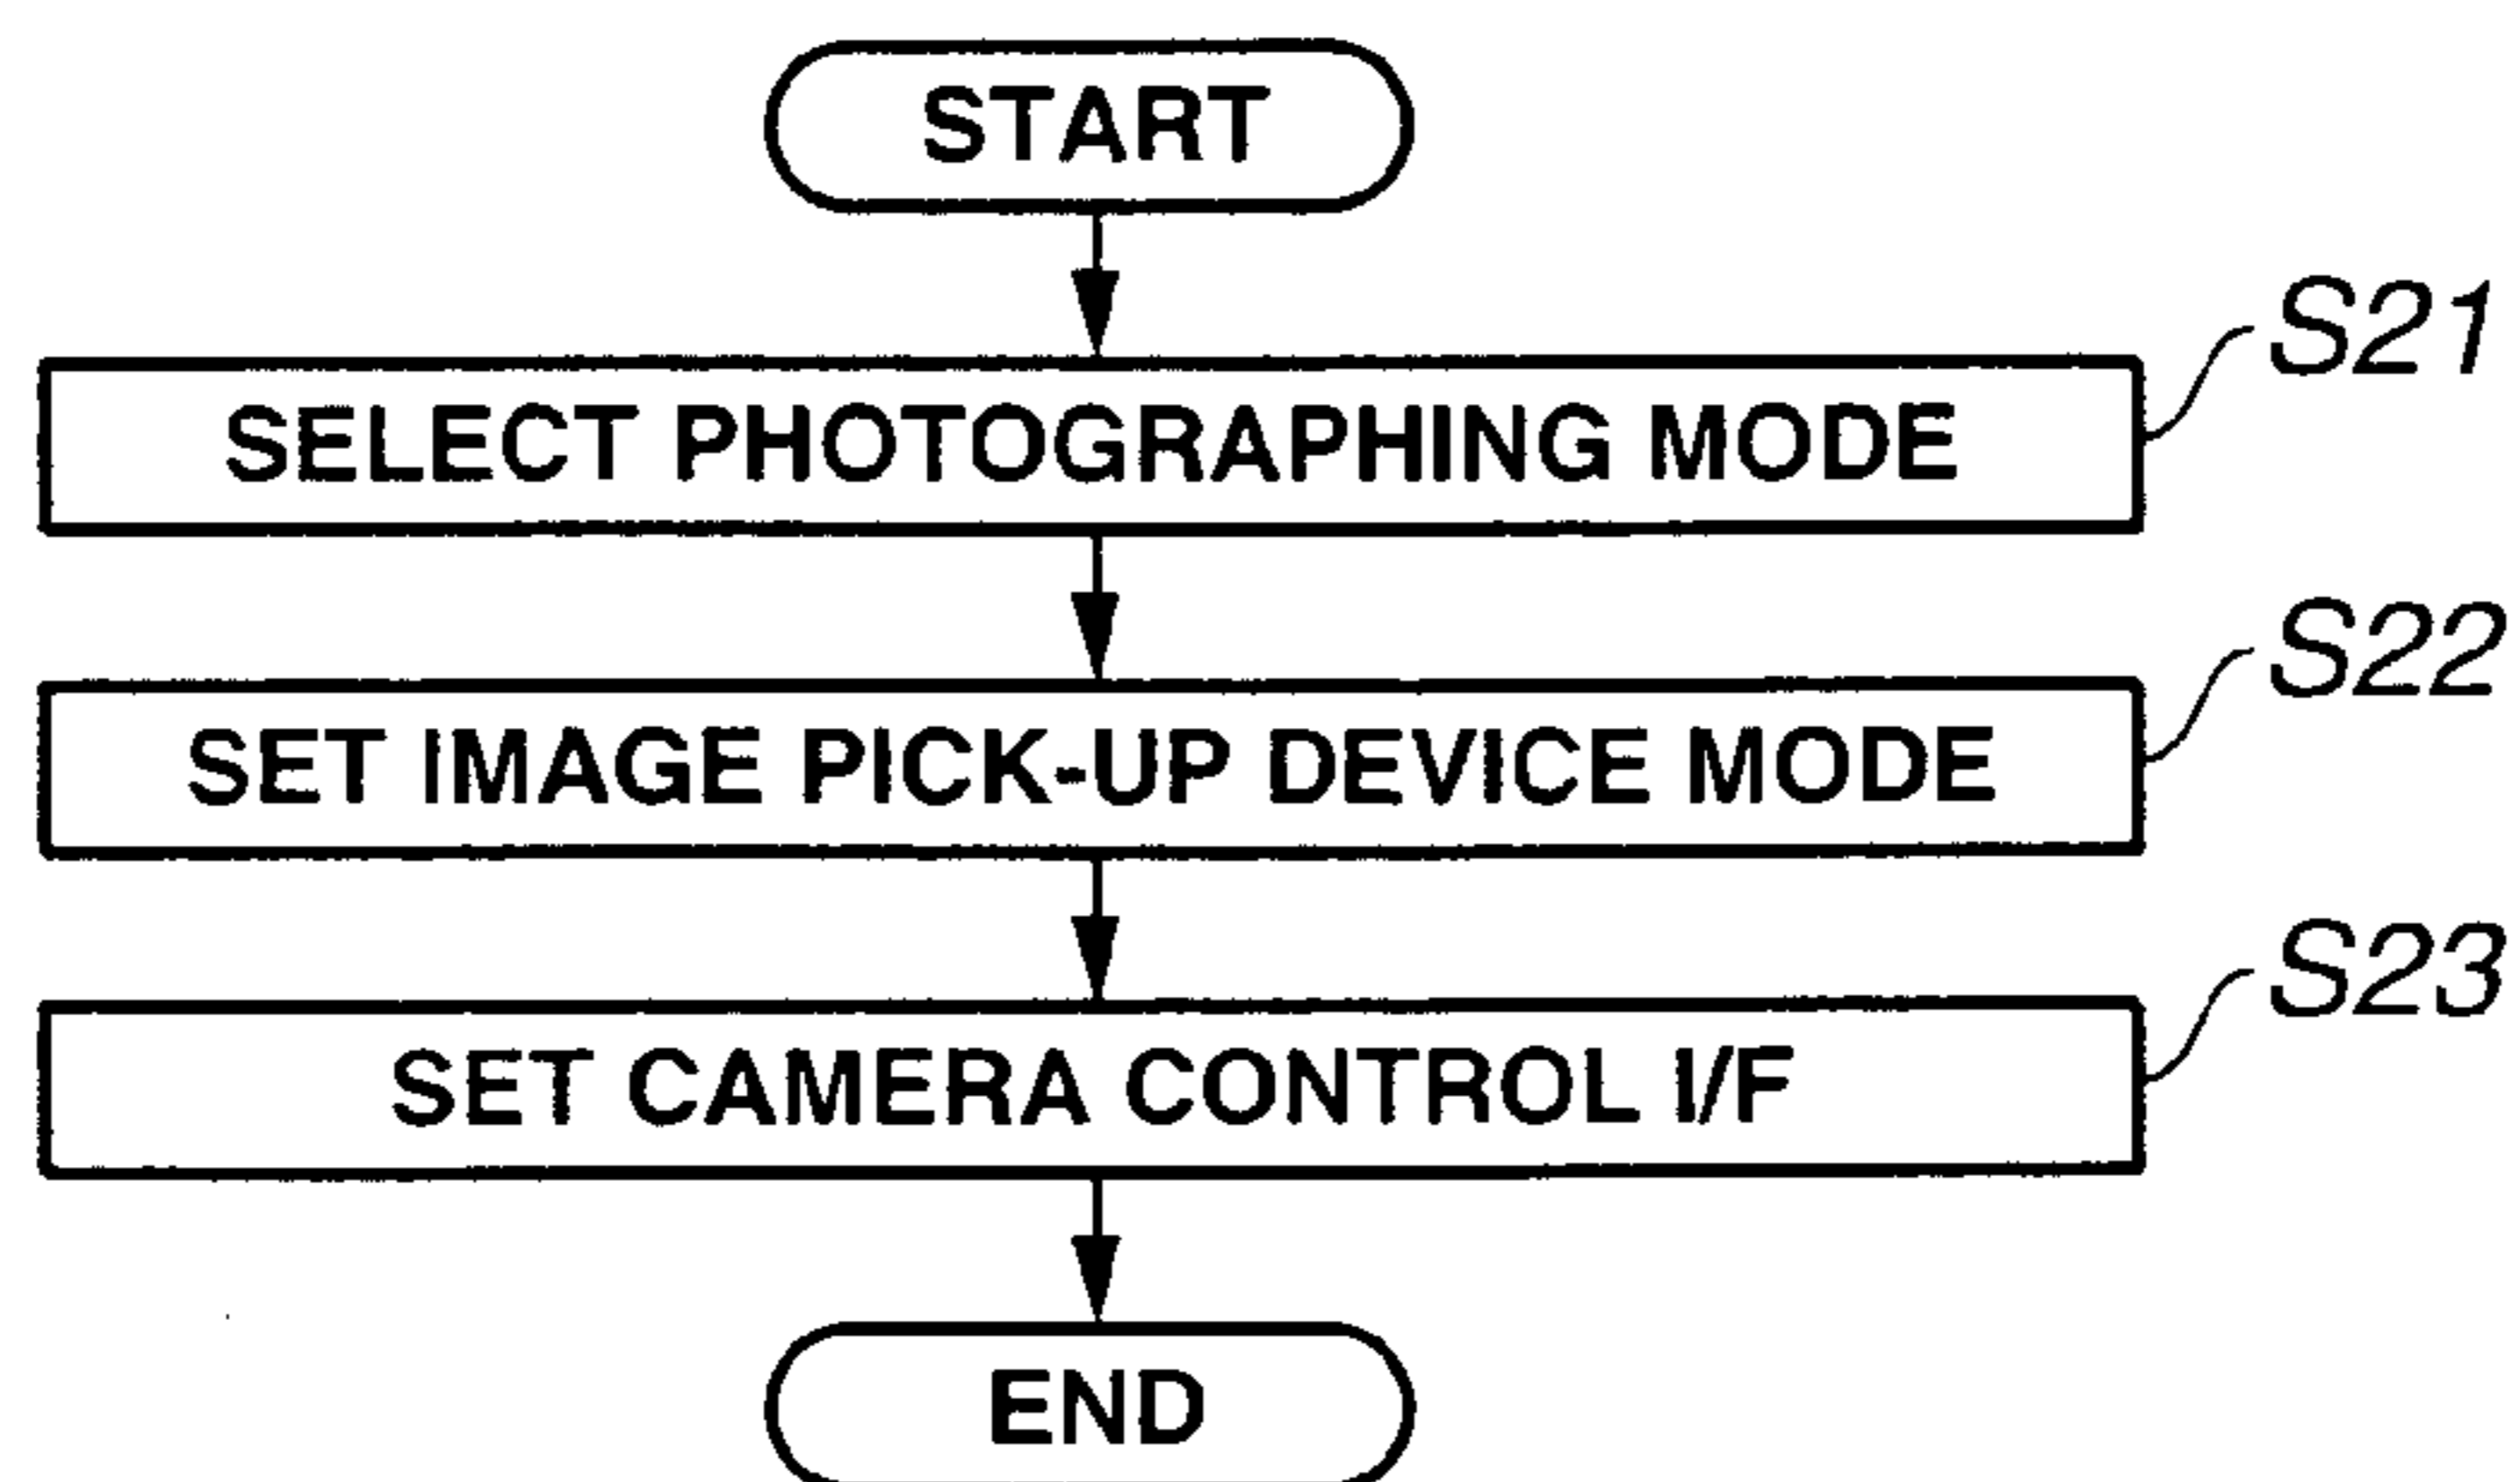 START
SELECT PHOTOGRAPHING MODE
S21
SET IMAGE PICK-UP DEVICE MODE
S22
SET CAMERA CONTROL I/F
S23
END